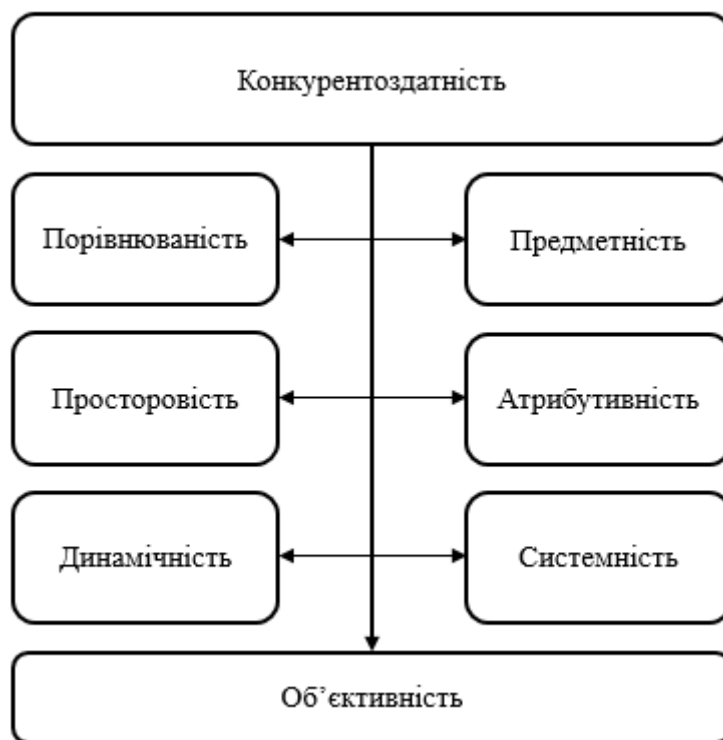 Конкурентоздатність
Порівнюваність
Предметність
Просторовість
Атрибутивність
Динамічність
Системність
Об’єктивність